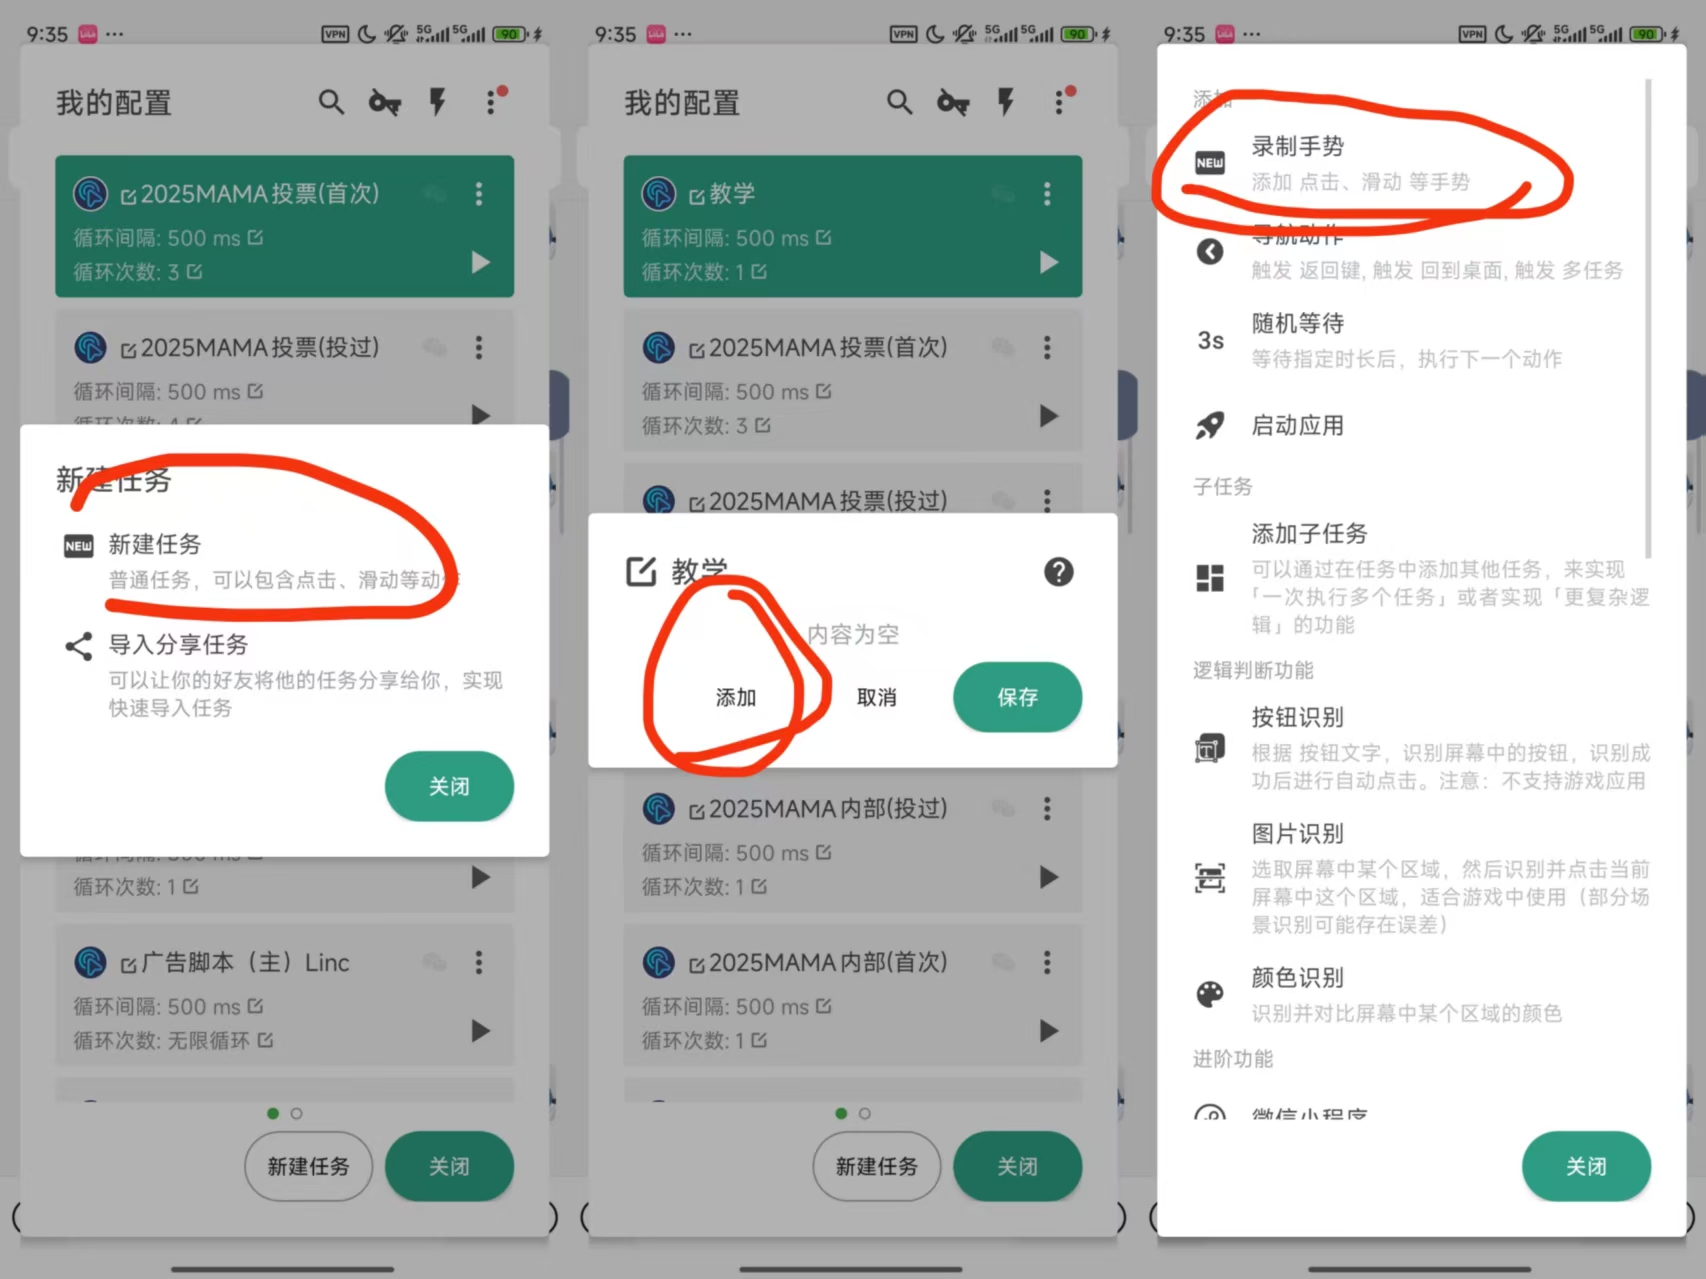 9:35
VPN
5G
5G
90
我的配置
2025MAMA投票(首次)
循环间隔: 500 ms
循环次数: 3
2025MAMA投票(投过)
循环间隔: 500 ms
新建任务
NEW
新建任务
普通任务，可以包含点击、滑动等动作
导入分享任务
可以让你的好友将他的任务分享给你，实现
快速导入任务
关闭
循环次数: 1
广告脚本（主）Linc
循环间隔: 500 ms
循环次数: 无限循环
新建任务
关闭
9:35
VPN
5G
5G
90
我的配置
教学
循环间隔: 500 ms
循环次数: 1
2025MAMA投票(首次)
循环间隔: 500 ms
循环次数: 3
2025MAMA投票(投过)
教学
内容为空
添加
取消
保存
2025MAMA内部(投过)
循环间隔: 500 ms
循环次数: 1
2025MAMA内部(首次)
循环间隔: 500 ms
循环次数: 1
新建任务
关闭
9:35
VPN
5G
5G
90
添加
NEW
录制手势
添加 点击、滑动 等手势
导航动作
触发 返回键, 触发 回到桌面, 触发 多任务
3s
随机等待
等待指定时长后，执行下一个动作
启动应用
子任务
添加子任务
可以通过在任务中添加其他任务，来实现
「一次执行多个任务」或者实现「更复杂逻
辑」的功能
逻辑判断功能
按钮识别
根据 按钮文字，识别屏幕中的按钮，识别成
功后进行自动点击。注意：不支持游戏应用
图片识别
选取屏幕中某个区域，然后识别并点击当前
屏幕中这个区域，适合游戏中使用（部分场
景识别可能存在误差）
颜色识别
识别并对比屏幕中某个区域的颜色
进阶功能
微信小程序
关闭